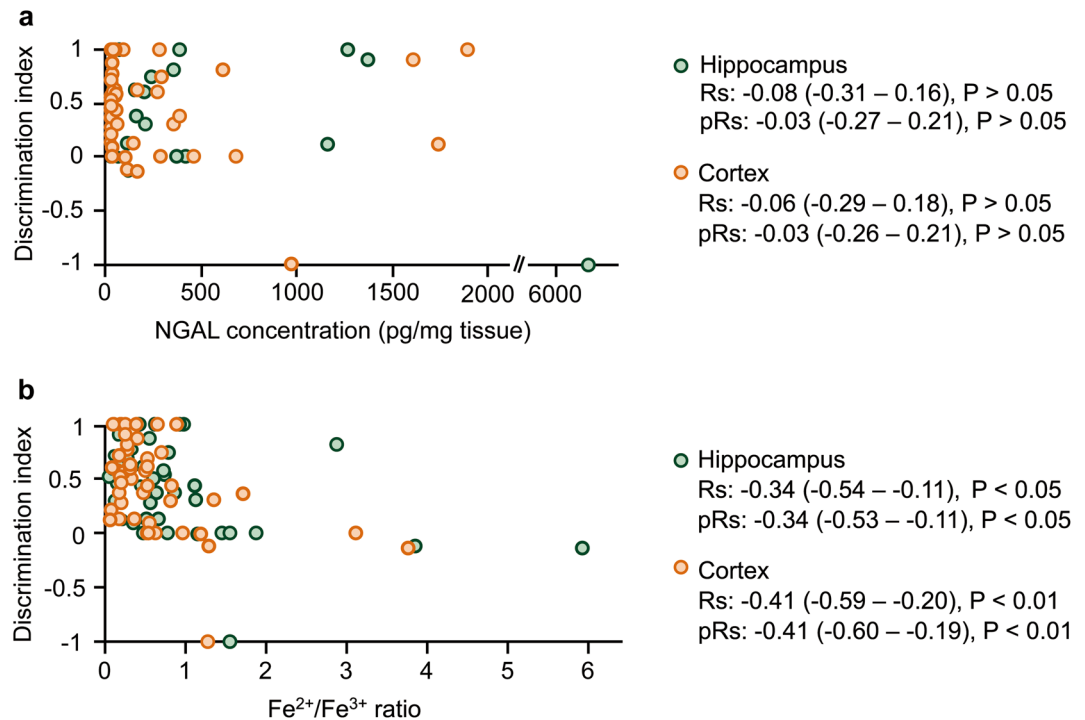 a
Discrimination index
1
0.5
0
-0.5
-1
0
500
1000
1500
2000
6000
NGAL concentration (pg/mg tissue)
Hippocampus
Rs: -0.08 (-0.31 – 0.16), P > 0.05
pRs: -0.03 (-0.27 – 0.21), P > 0.05
Cortex
Rs: -0.06 (-0.29 – 0.18), P > 0.05
pRs: -0.03 (-0.26 – 0.21), P > 0.05
b
Discrimination index
1
0.5
0
-0.5
-1
0
1
2
3
4
5
6
Fe²⁺/Fe³⁺ ratio
Hippocampus
Rs: -0.34 (-0.54 – -0.11), P < 0.05
pRs: -0.34 (-0.53 – -0.11), P < 0.05
Cortex
Rs: -0.41 (-0.59 – -0.20), P < 0.01
pRs: -0.41 (-0.60 – -0.19), P < 0.01